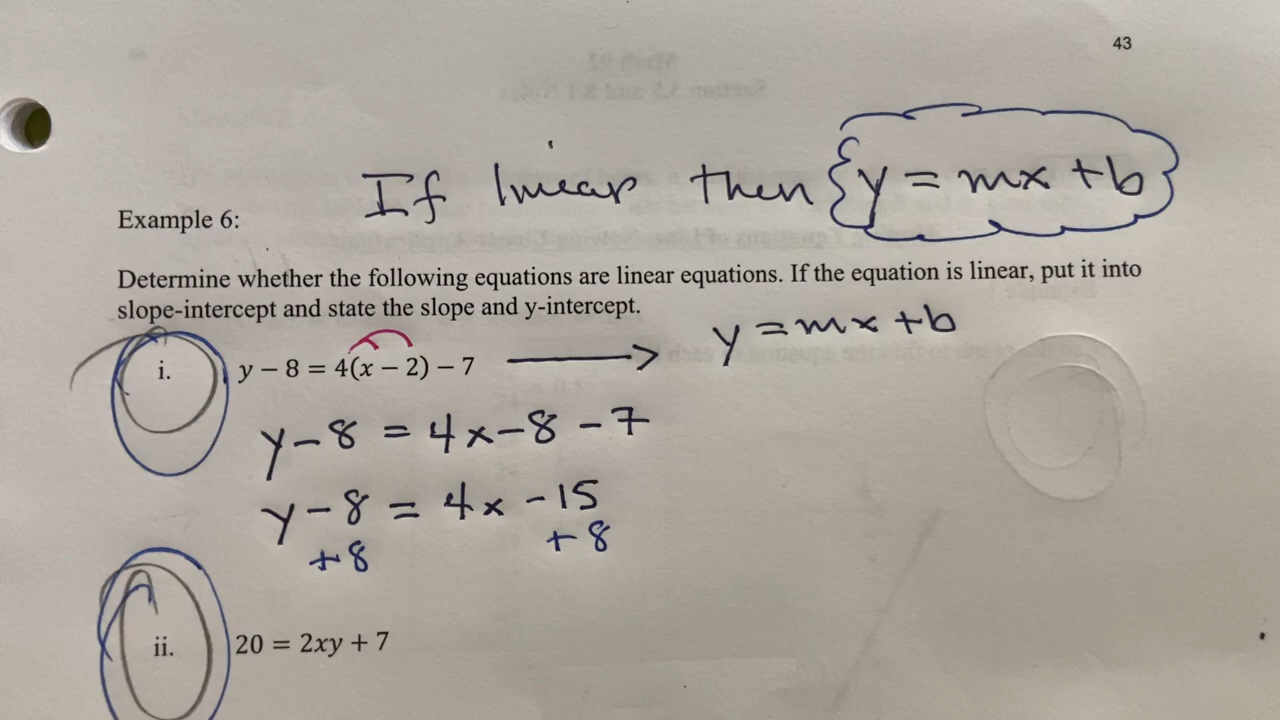 43
If linear then {y = mx + b}
Example 6:
Determine whether the following equations are linear equations. If the equation is linear, put it into
slope-intercept and state the slope and y-intercept.
y = mx + b
i. y − 8 = 4(x − 2) − 7
y − 8 = 4x − 8 − 7
y − 8 = 4x − 15
+ 8 + 8
ii. 20 = 2xy + 7